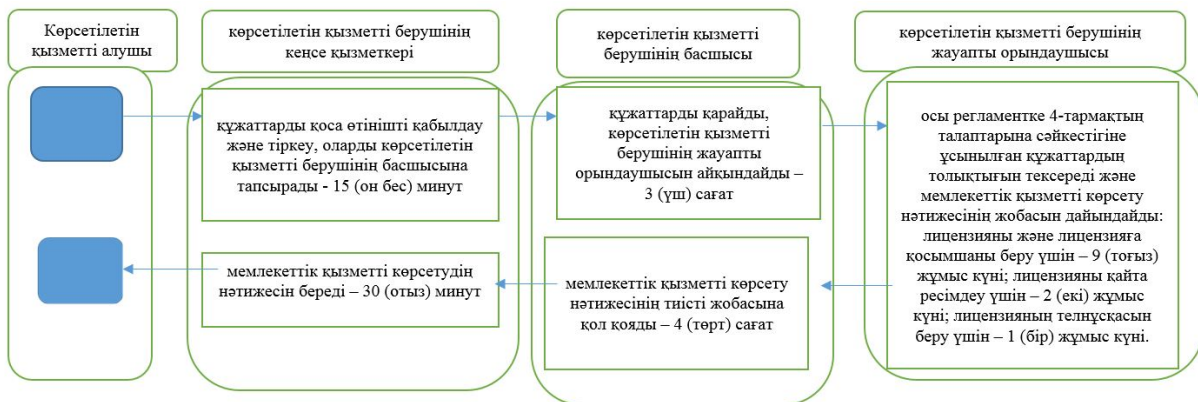 Көрсетілетін
қызметті алушы
көрсетілетін қызметті берушінің
кеңсе қызметкері
көрсетілетін қызметті
берушінің басшысы
көрсетілетін қызметті берушінің
жауапты орындаушысы
құжаттарды қоса өтінішті қабылдау
және тіркеу, оларды көрсетілетін
қызметті берушінің басшысына
тапсырады - 15 (он бес) минут
құжаттарды қарайды,
көрсетілетін қызметті
берушінің жауапты
орындаушысын айқындайды –
3 (үш) сағат
осы регламентке 4-тармақтың
талаптарына сәйкестігіне
ұсынылған құжаттардың
толықтығын тексереді және
мемлекеттік қызметті көрсету
нәтижесінің жобасын дайындайды:
лицензияны және лицензияға
қосымшаны беру үшін – 9 (тоғыз)
жұмыс күні; лицензияны қайта
ресімдеу үшін – 2 (екі) жұмыс
күні; лицензияның телнұсқасын
беру үшін – 1 (бір) жұмыс күні.
мемлекеттік қызметті көрсету
нәтижесінің тиісті жобасына
қол қояды – 4 (төрт) сағат
мемлекеттік қызметті көрсетудің
нәтижесін береді – 30 (отыз) минут